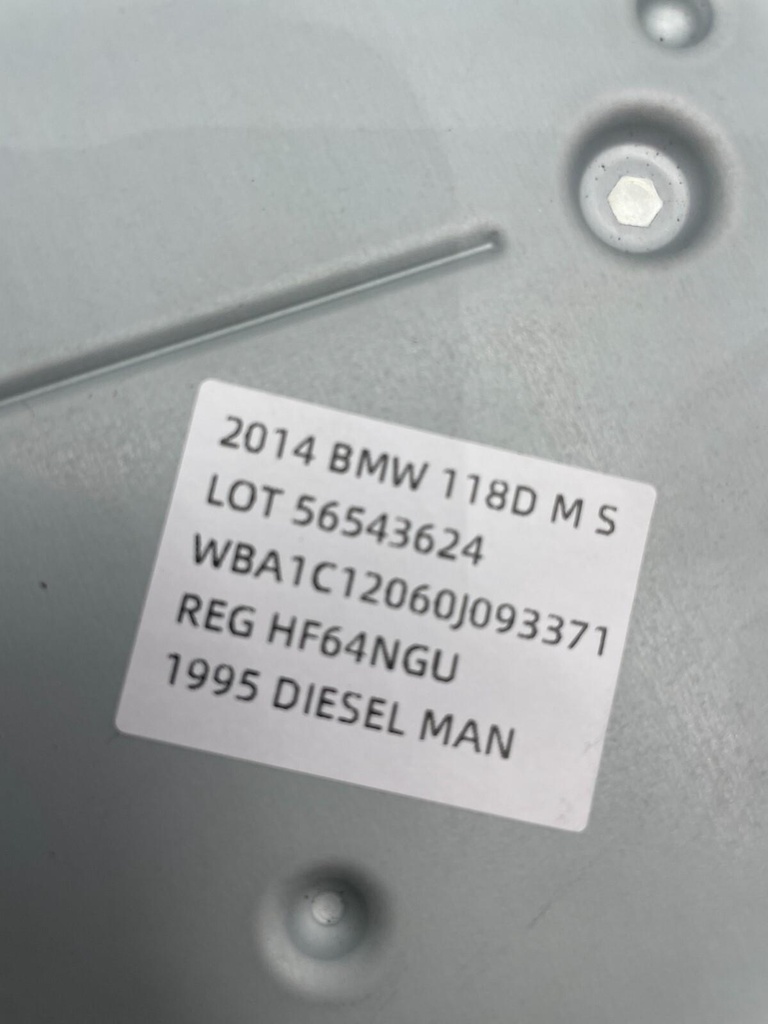 2014 BMW 118D M S
LOT 56543624
WBA1C12060J093371
REG HF64NGU
1995 DIESEL MAN